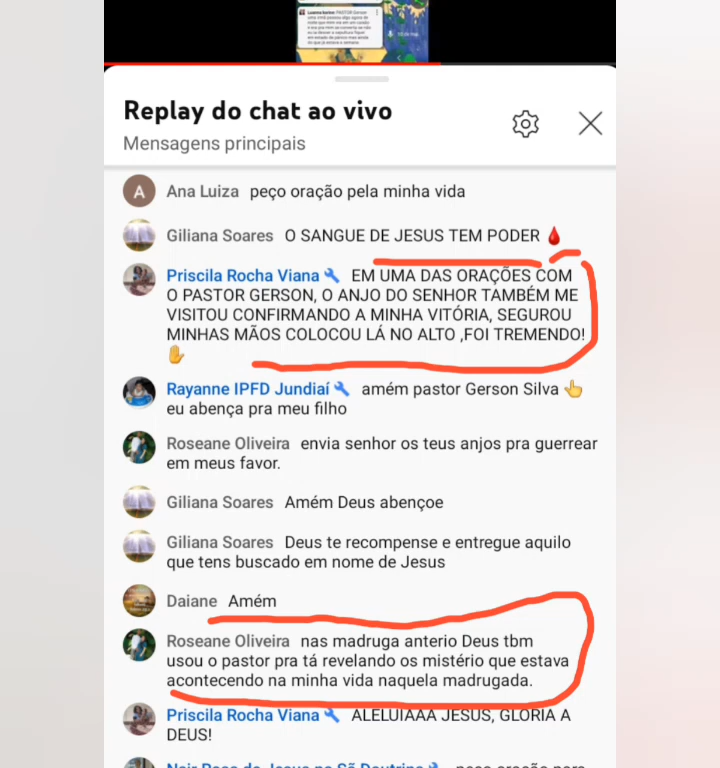 Replay do chat ao vivo
Mensagens principais
A Ana Luiza peço oração pela minha vida
Giliana Soares O SANGUE DE JESUS TEM PODER 🩸
Priscila Rocha Viana 🔧 EM UMA DAS ORAÇÕES COM
O PASTOR GERSON, O ANJO DO SENHOR TAMBÉM ME
VISITOU CONFIRMANDO A MINHA VITÓRIA, SEGUROU
MINHAS MÃOS COLOCOU LÁ NO ALTO ,FOI TREMENDO!
✋
Rayanne IPFD Jundiaí 🔧 amém pastor Gerson Silva 👆
eu abença pra meu filho
Roseane Oliveira envia senhor os teus anjos pra guerrear
em meus favor.
Giliana Soares Amém Deus abençoe
Giliana Soares Deus te recompense e entregue aquilo
que tens buscado em nome de Jesus
Daiane Amém
Roseane Oliveira nas madruga anterio Deus tbm
usou o pastor pra tá revelando os mistério que estava
acontecendo na minha vida naquela madrugada.
Priscila Rocha Viana 🔧 ALELUIAAA JESUS, GLORIA A
DEUS!